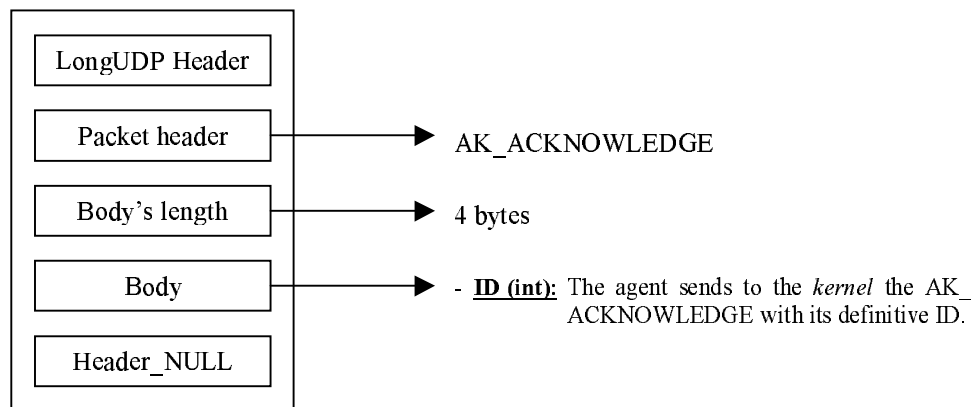 LongUDP Header
Packet header
AK_ACKNOWLEDGE
Body's length
4 bytes
Body
- ID (int): The agent sends to the kernel the AK_
ACKNOWLEDGE with its definitive ID.
Header_NULL